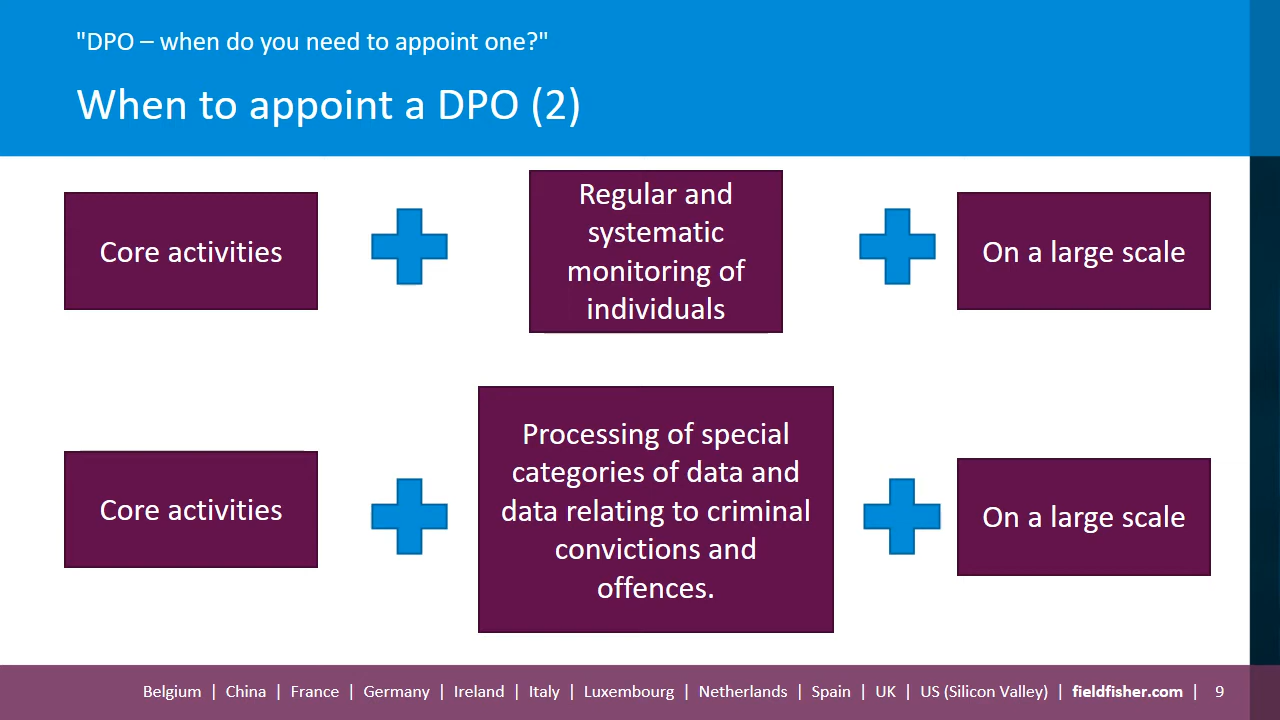 "DPO – when do you need to appoint one?"
When to appoint a DPO (2)
Core activities
Regular and
systematic
monitoring of
individuals
On a large scale
Core activities
Processing of special
categories of data and
data relating to criminal
convictions and
offences.
On a large scale
Belgium | China | France | Germany | Ireland | Italy | Luxembourg | Netherlands | Spain | UK | US (Silicon Valley) | fieldfisher.com | 9